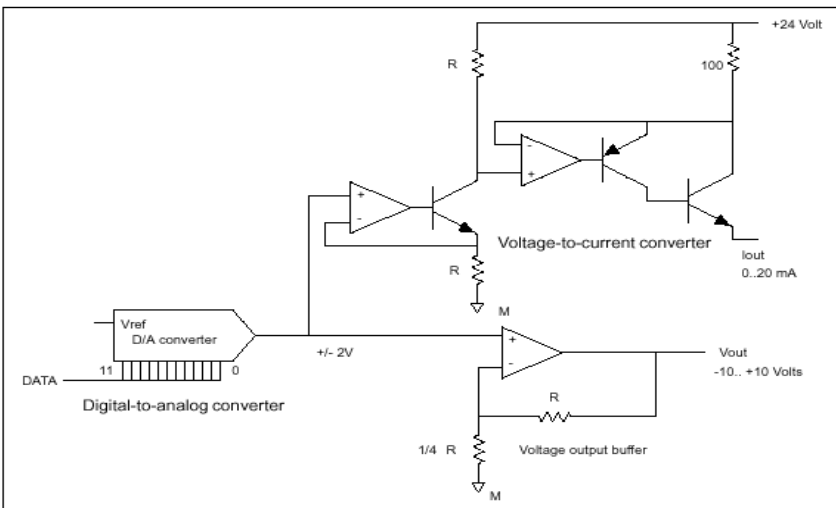 +24 Volt
R
100
-
+
+
-
Voltage-to-current converter
Iout
0..20 mA
R
M
Vref
D/A converter
+/- 2V
+
-
Vout
-10.. +10 Volts
11
0
DATA
Digital-to-analog converter
R
1/4 R
Voltage output buffer
M